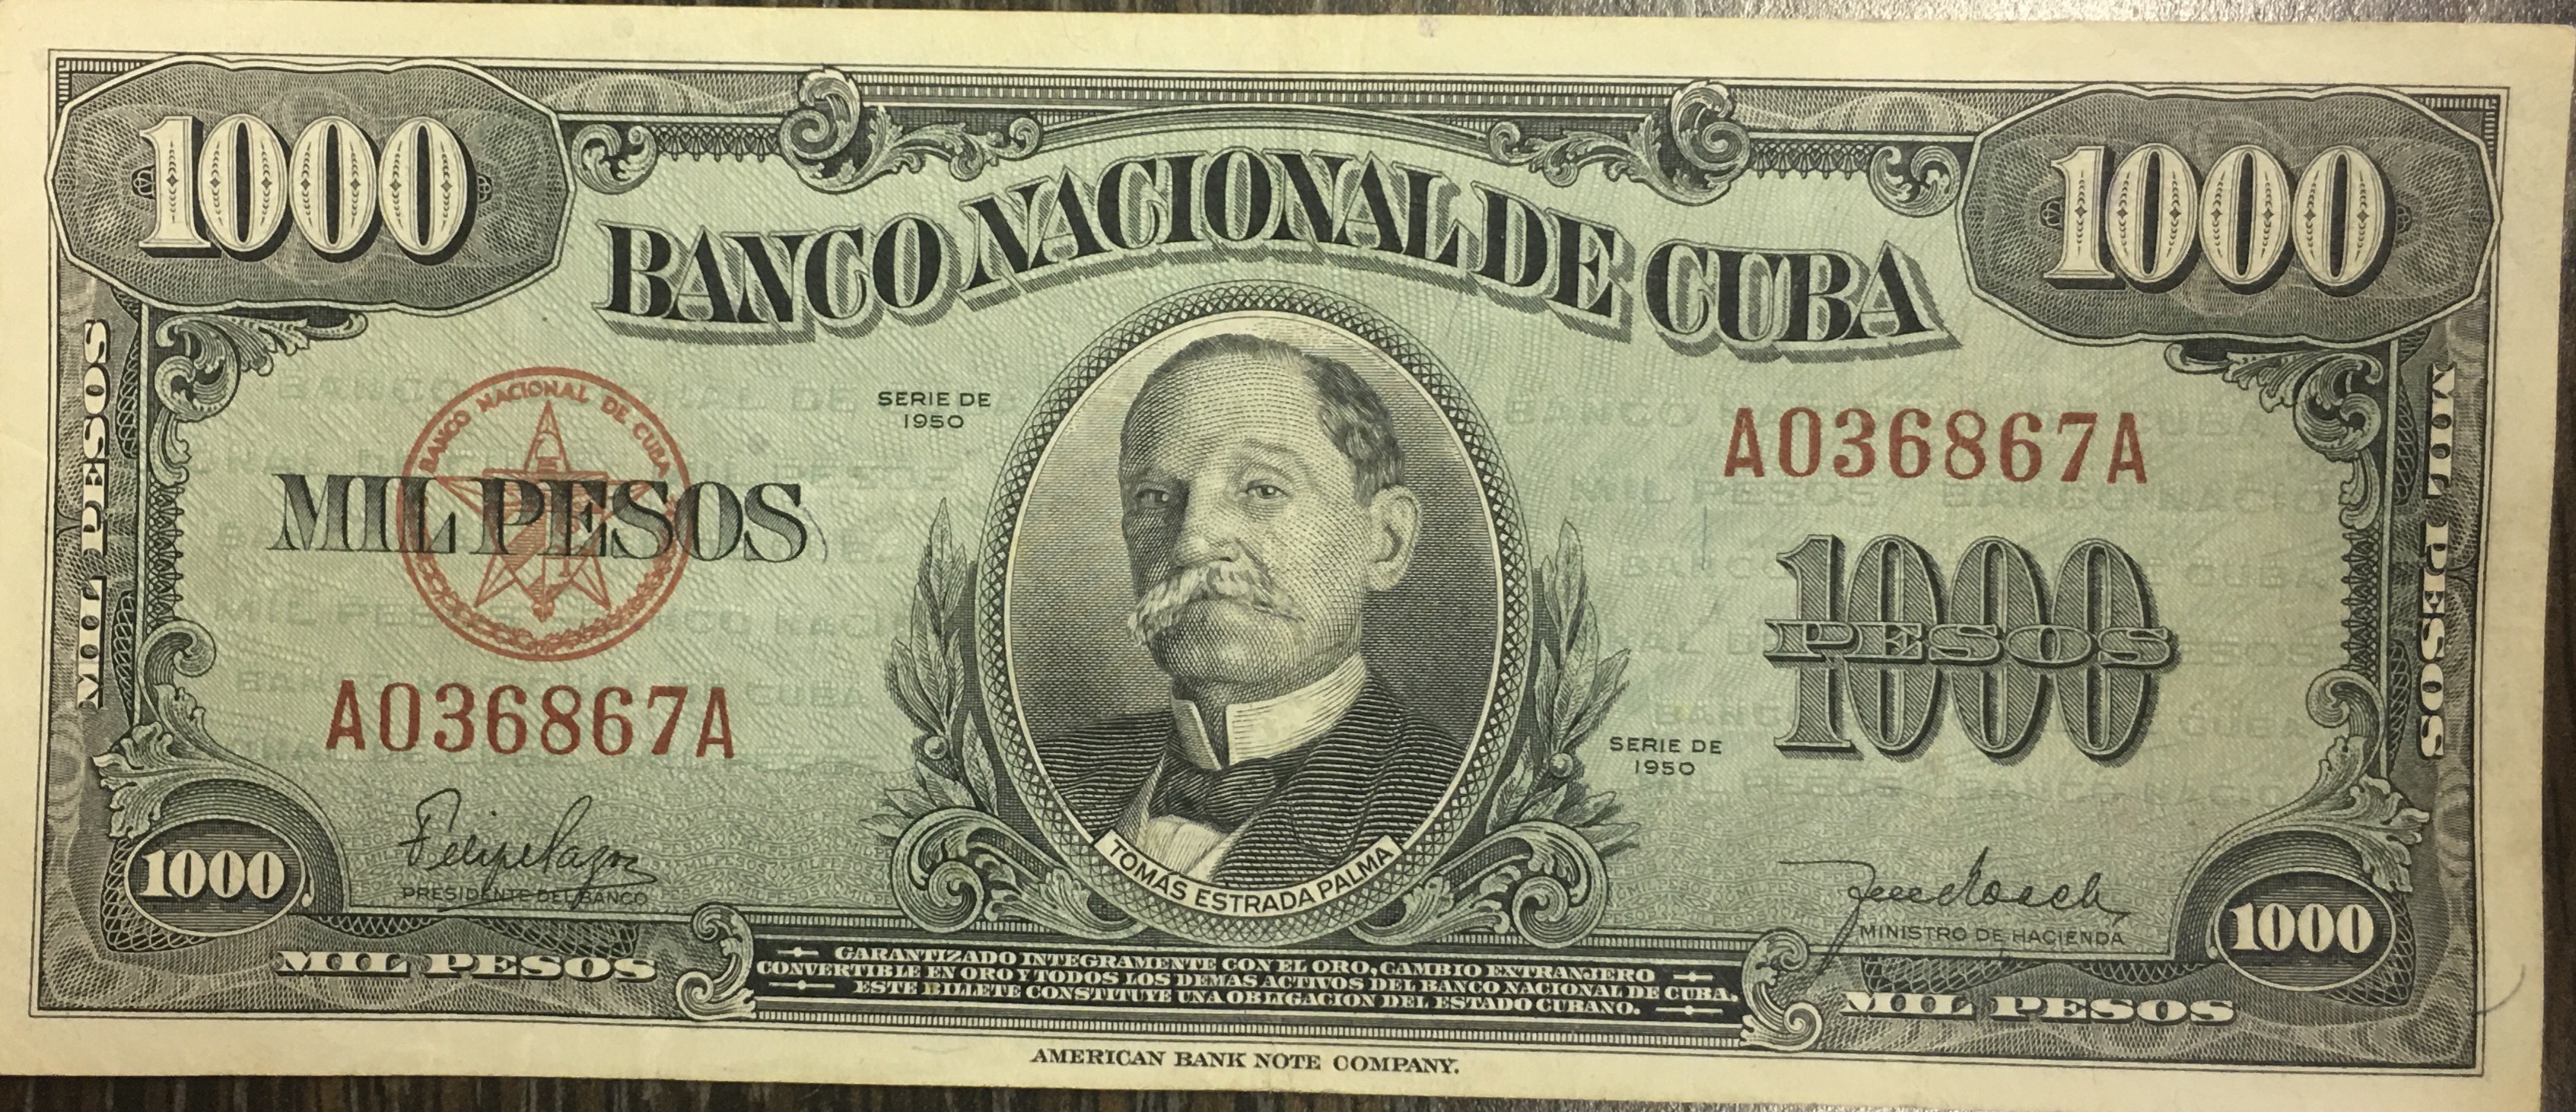 1000
1000
BANCO NACIONAL DE CUBA
MIL PESOS
MIL PESOS
SERIE DE
1950
BANCO NACIONAL DE CUBA
MIL PESOS
A036867A
1000
PESOS
A036867A
SERIE DE
1950
Felipe Pazos
PRESIDENTE DEL BANCO
MINISTRO DE HACIENDA
TOMÁS ESTRADA PALMA
1000
1000
MIL PESOS
MIL PESOS
GARANTIZADO INTEGRAMENTE CON EL ORO, CAMBIO EXTRANJERO
CONVERTIBLE EN ORO Y TODOS LOS DEMAS ACTIVOS DEL BANCO NACIONAL DE CUBA.
ESTE BILLETE CONSTITUYE UNA OBLIGACION DEL ESTADO CUBANO.
AMERICAN BANK NOTE COMPANY.